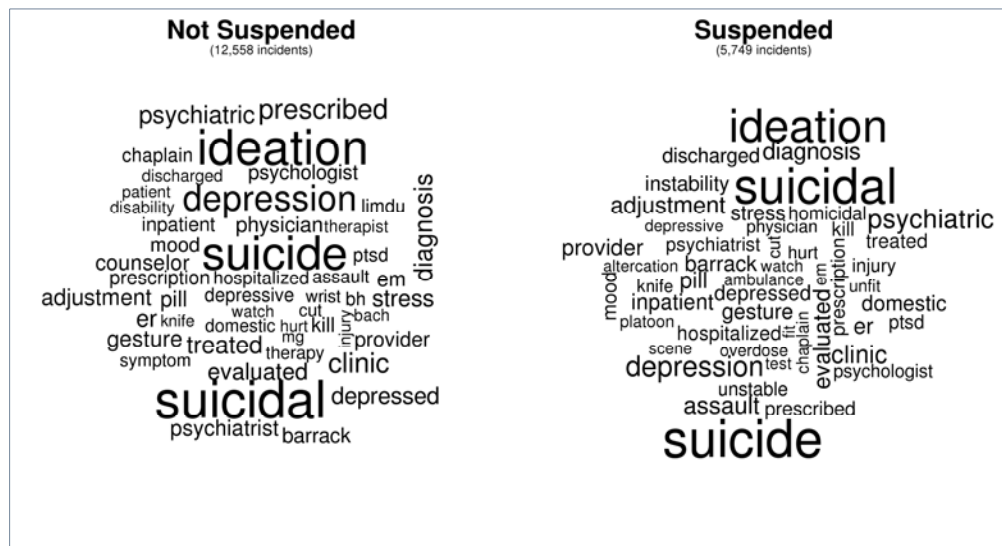 Not Suspended
(12,558 incidents)
psychiatric prescribed
chaplain ideation
discharged psychologist
patient depression limdu
disability
diagnosis
inpatient physician therapist
mood suicide ptsd
counselor
prescription hospitalized assault em
adjustment pill depressive wrist bh stress
watch cut bach
er knife domestic hurt kill injury
gesture treated mg provider
symptom therapy clinic
evaluated
suicidal depressed
psychiatrist barrack
Suspended
(5,749 incidents)
ideation
discharged diagnosis
instability suicidal
adjustment stress homicidal psychiatric
depressive physician kill
provider psychiatrist cut hurt treated
altercation barrack watch em prescription injury
mood knife pill ambulance unfit
inpatient depressed evaluated domestic
platoon gesture er ptsd
hospitalized fit chaplain
scene overdose clinic
depression test psychologist
unstable
assault prescribed
suicide